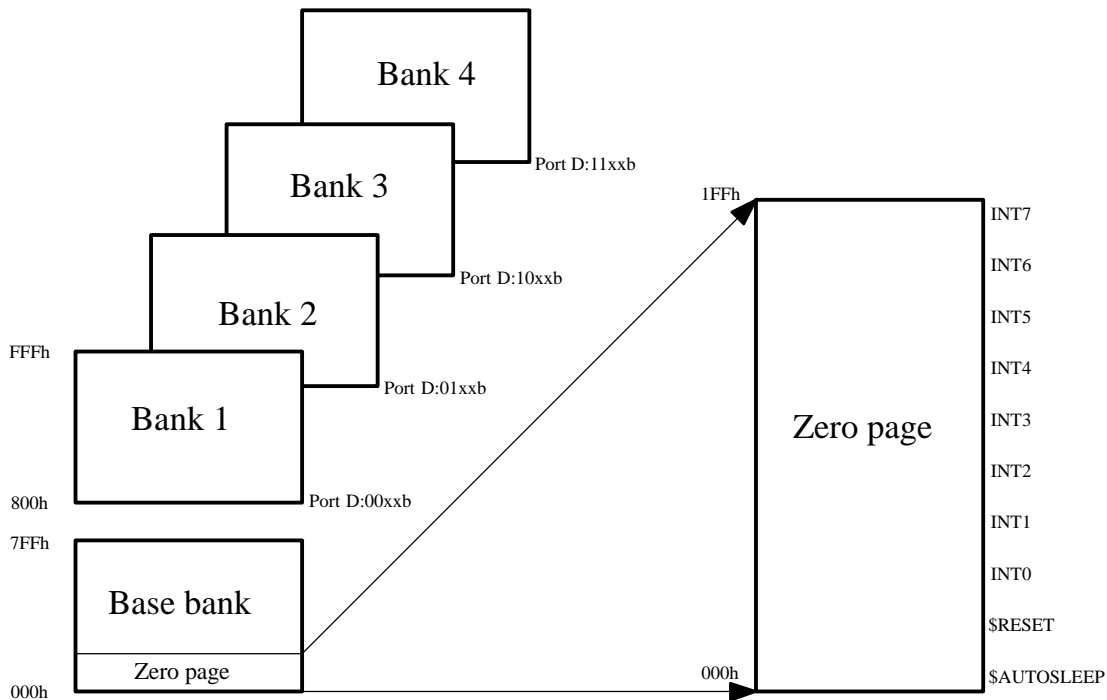 Bank 4
Port D:11xxb
Bank 3
1FFh
INT7
INT6
Port D:10xxb
Bank 2
INT5
FFFh
INT4
Port D:01xxb
Bank 1
INT3
Zero page
INT2
800h
Port D:00xxb
INT1
7FFh
INT0
Base bank
$RESET
Zero page
000h
$AUTOSLEEP
000h